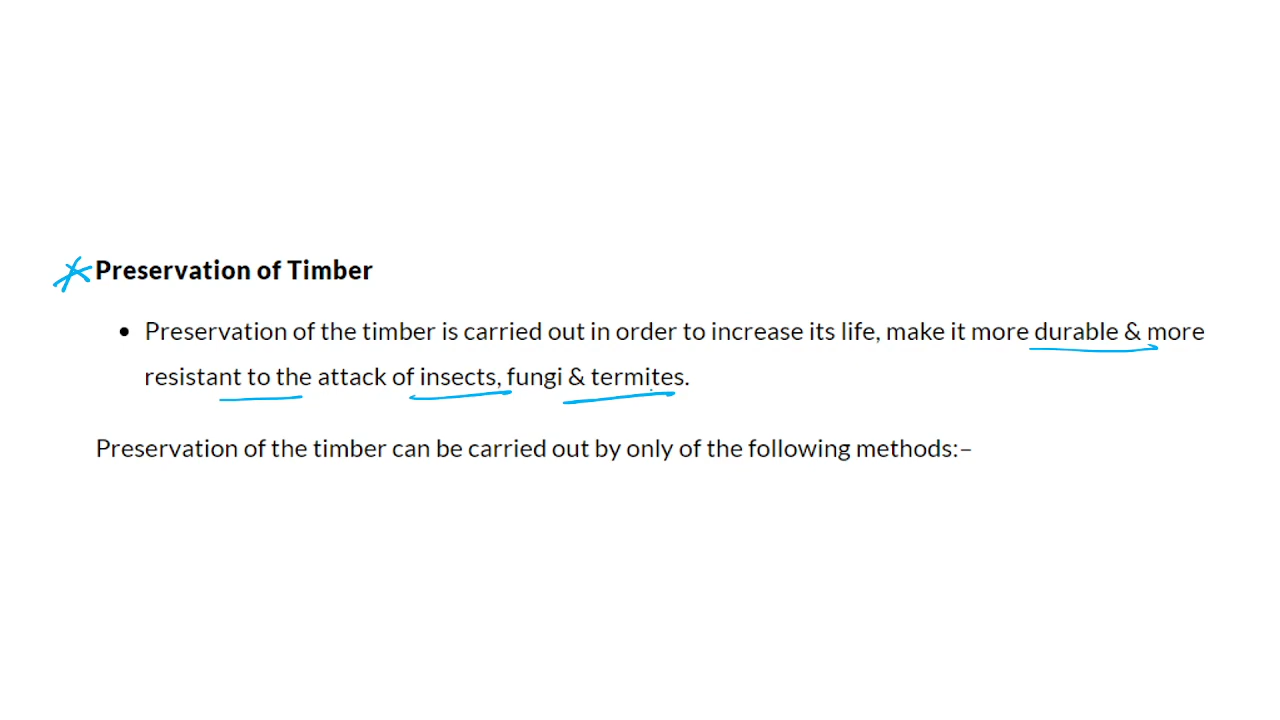 Preservation of Timber
• Preservation of the timber is carried out in order to increase its life, make it more durable & more
resistant to the attack of insects, fungi & termites.
Preservation of the timber can be carried out by only of the following methods:–